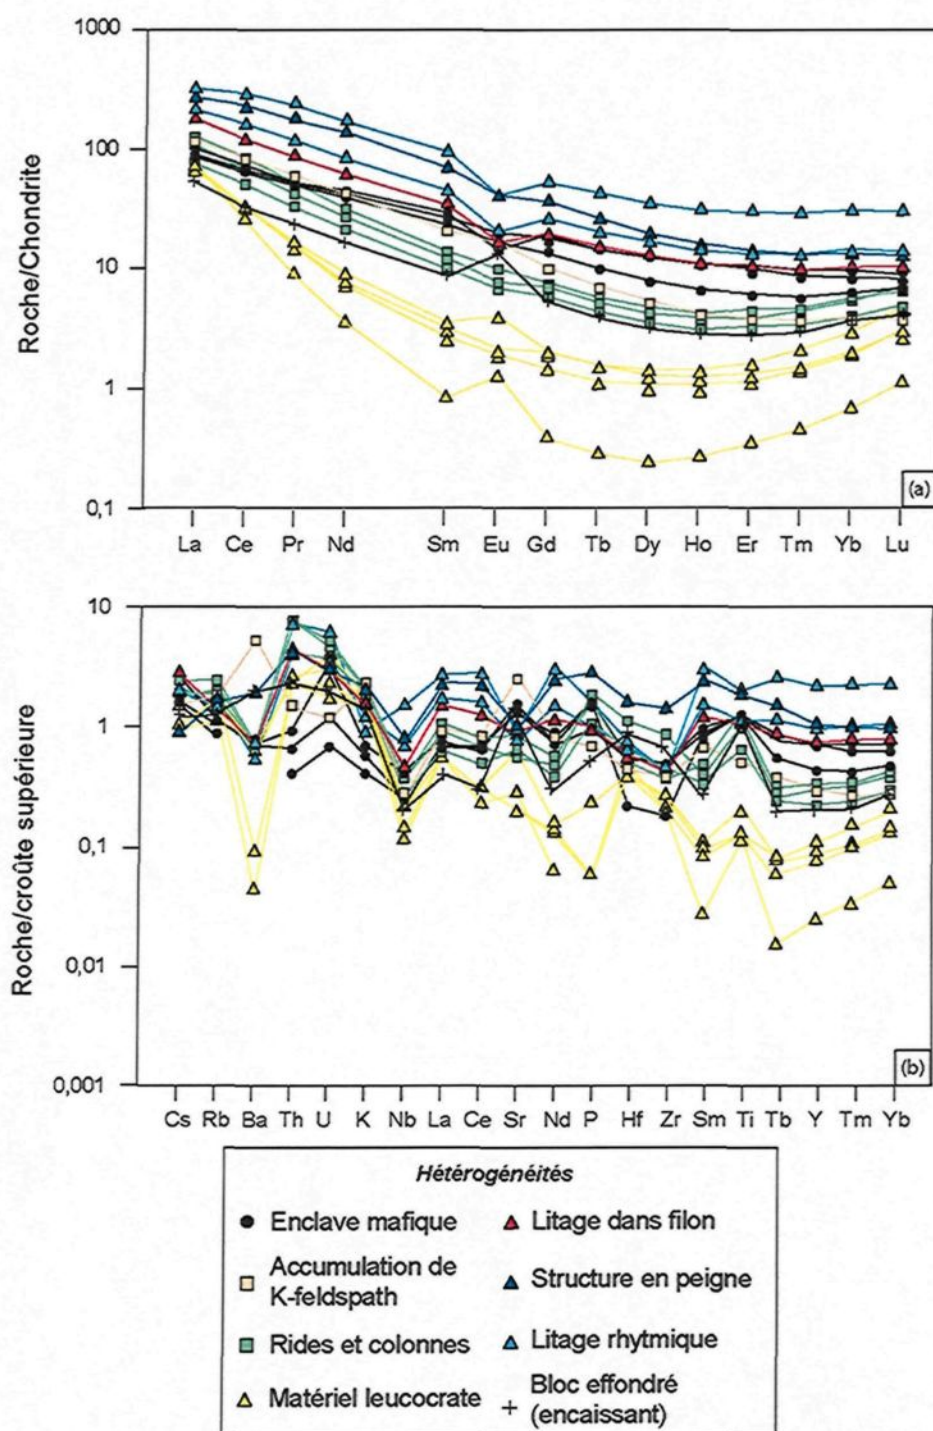 1000
100
10
1
0,1
Roche/Chondrite
(a)
La Ce Pr Nd Sm Eu Gd Tb Dy Ho Er Tm Yb Lu
10
1
0,1
0,01
0,001
Roche/croûte supérieure
(b)
Cs Rb Ba Th U K Nb La Ce Sr Nd P Hf Zr Sm Ti Tb Y Tm Yb
Hétérogénéités
Enclave mafique
Accumulation de
K-feldspath
Rides et colonnes
Matériel leucocrate
Litage dans filon
Structure en peigne
Litage rhytmique
Bloc effondré
(encaissant)